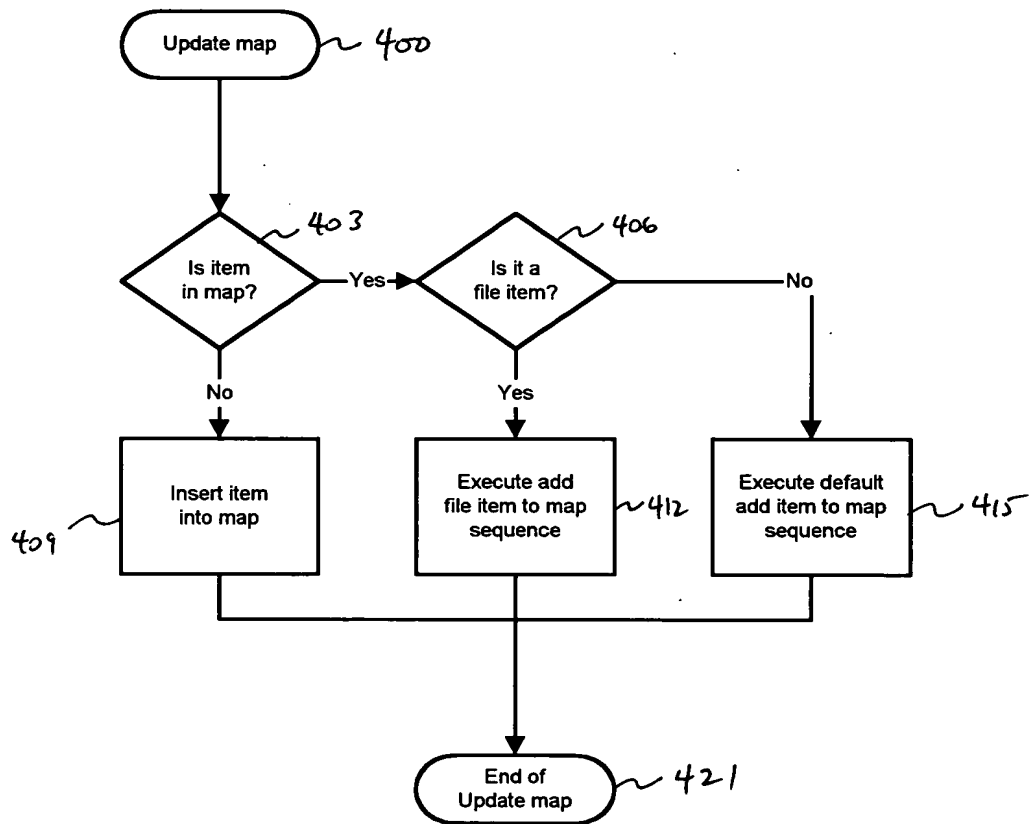 Update map
400
403
Is item
in map?
Yes
406
Is it a
file item?
No
No
Yes
Insert item
into map
409
Execute add
file item to map
sequence
412
Execute default
add item to map
sequence
415
End of
Update map
421